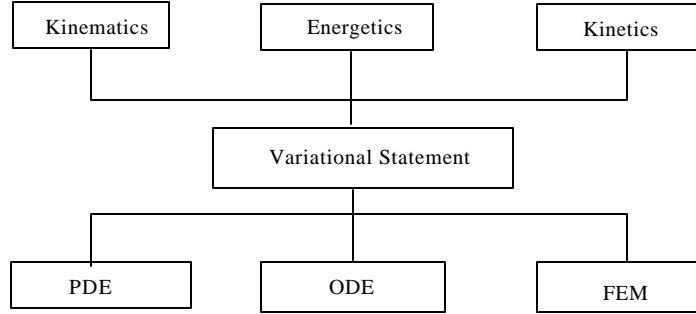 Kinematics
Energetics
Kinetics
Variational Statement
PDE
ODE
FEM